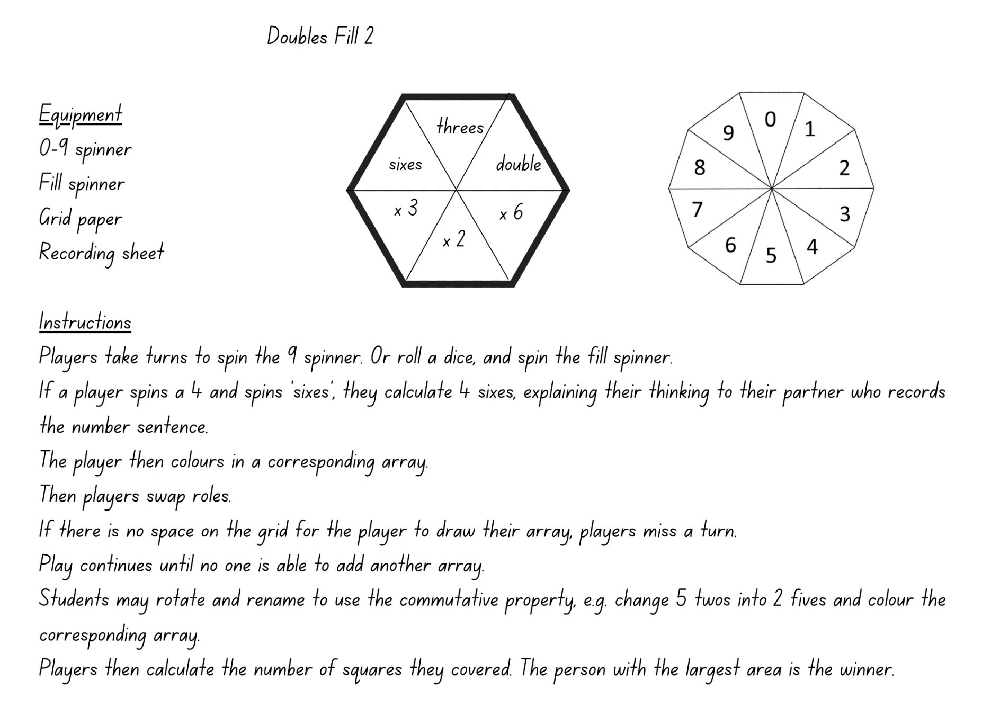 Doubles Fill 2
Equipment
0-9 spinner
Fill spinner
Grid paper
Recording sheet
threes
sixes
double
x 3
x 6
x 2
0
1
2
3
4
5
6
7
8
9
Instructions
Players take turns to spin the 9 spinner. Or roll a dice, and spin the fill spinner.
If a player spins a 4 and spins 'sixes', they calculate 4 sixes, explaining their thinking to their partner who records
the number sentence.
The player then colours in a corresponding array.
Then players swap roles.
If there is no space on the grid for the player to draw their array, players miss a turn.
Play continues until no one is able to add another array.
Students may rotate and rename to use the commutative property, e.g. change 5 twos into 2 fives and colour the
corresponding array.
Players then calculate the number of squares they covered. The person with the largest area is the winner.